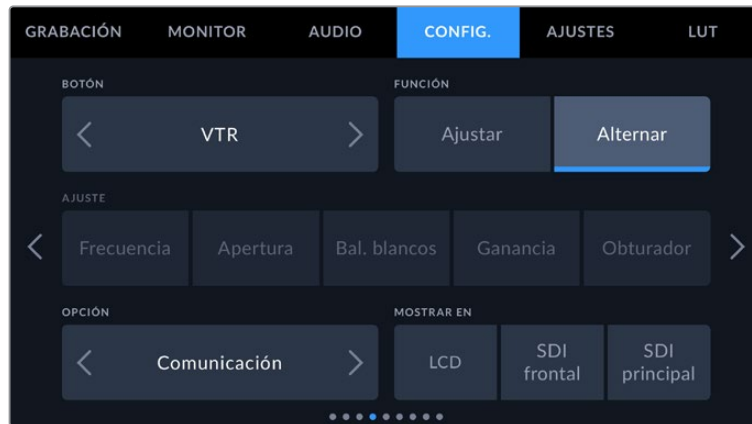 GRABACIÓN MONITOR AUDIO CONFIG. AJUSTES LUT
BOTÓN FUNCIÓN
VTR Ajustar Alternar
AJUSTE
Frecuencia Apertura Bal. blancos Ganancia Obturador
OPCIÓN MOSTRAR EN
Comunicación LCD SDI frontal SDI principal